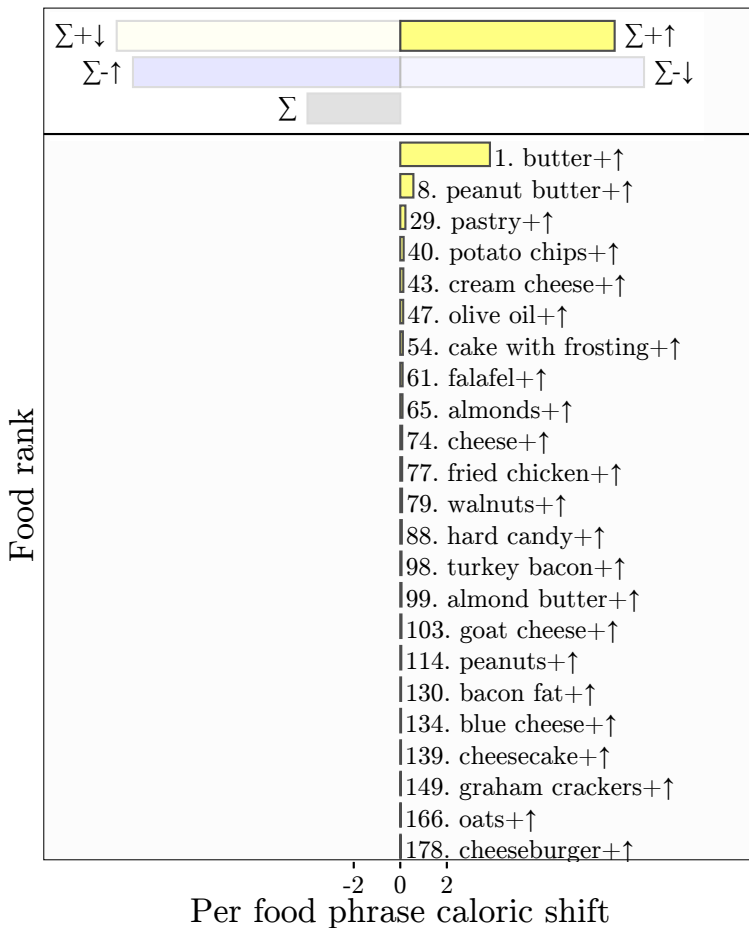 ∑+↓ ∑+↑
∑-↑ ∑-↓
∑
1. butter+↑
8. peanut butter+↑
29. pastry+↑
40. potato chips+↑
43. cream cheese+↑
47. olive oil+↑
54. cake with frosting+↑
61. falafel+↑
65. almonds+↑
74. cheese+↑
77. fried chicken+↑
79. walnuts+↑
88. hard candy+↑
98. turkey bacon+↑
99. almond butter+↑
103. goat cheese+↑
114. peanuts+↑
130. bacon fat+↑
134. blue cheese+↑
139. cheesecake+↑
149. graham crackers+↑
166. oats+↑
178. cheeseburger+↑
Food rank
-2 0 2
Per food phrase caloric shift